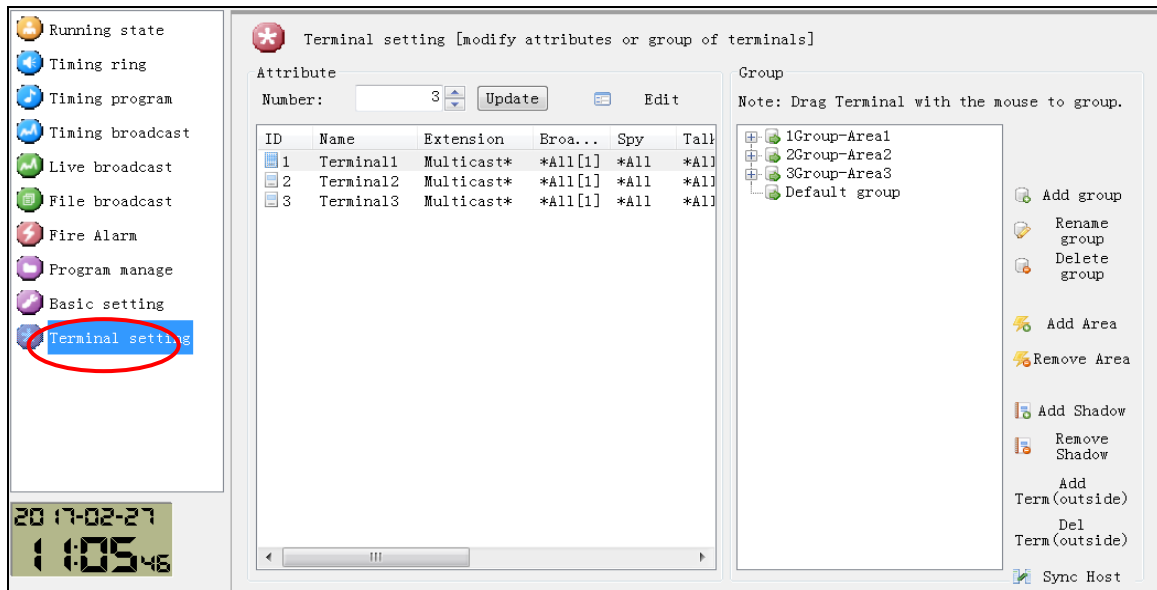 Running state
Timing ring
Timing program
Timing broadcast
Live broadcast
File broadcast
Fire Alarm
Program manage
Basic setting
Terminal setting
2017-02-27
11:05 46
Terminal setting [modify attributes or group of terminals]
Attribute
Number: 3 Update Edit
ID Name Extension Broa... Spy Talk
1 Terminal1 Multicast* *All[1] *All *All
2 Terminal2 Multicast* *All[1] *All *All
3 Terminal3 Multicast* *All[1] *All *All
Group
Note: Drag Terminal with the mouse to group.
1Group-Area1
2Group-Area2
3Group-Area3
Default group
Add group
Rename
group
Delete
group
Add Area
Remove Area
Add Shadow
Remove
Shadow
Add
Term(outside)
Del
Term(outside)
Sync Host